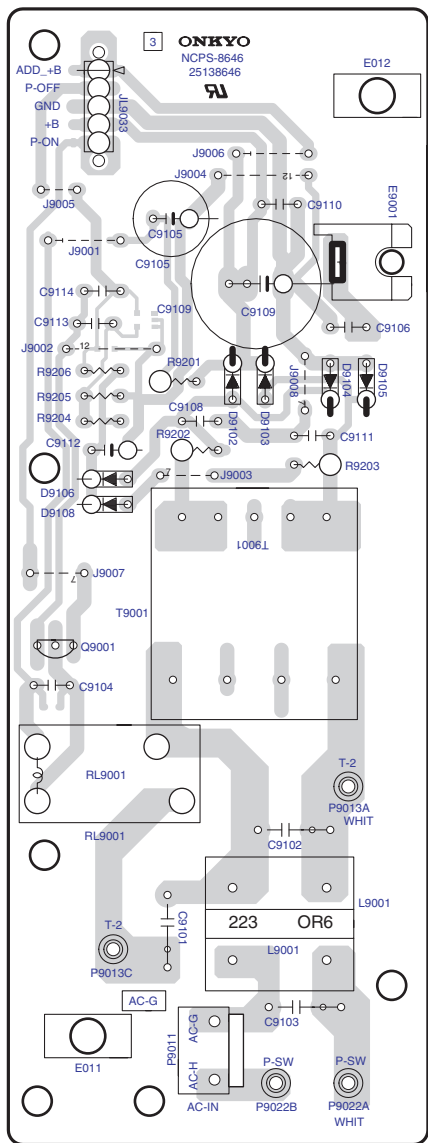 3 ONKYO
NCPS-8646
25138646
E012
ADD_+B
P-OFF
GND
+B
P-ON
JL9033
J9006
J9004 12
J9005
C9110
E9001
C9105
J9001
C9105
C9114
C9109
C9109
C9113
C9106
J9002 12
R9201
R9206
J9008 7
D9104
D9105
R9205
D9102
D9103
C9108
R9204
R9202
C9111
C9112
R9203
D9106
7 J9003
D9108
T9001
J9007 7
T9001
Q9001
C9104
RL9001
T-2
P9013A
WHIT
RL9001
C9102
C9101
L9001
223 OR6
T-2
L9001
P9013C
AC-G
C9103
P9011
AC-G
AC-H
P-SW
P-SW
E011
AC-IN
P9022B
P9022A
WHIT